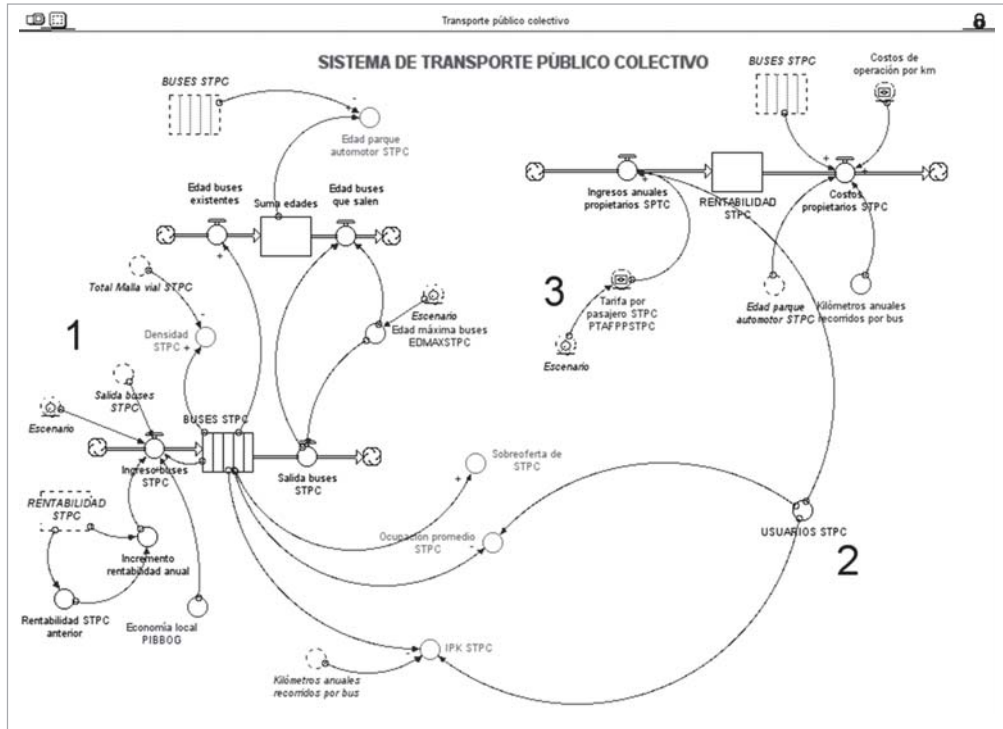 Transporte público colectivo
SISTEMA DE TRANSPORTE PÚBLICO COLECTIVO
BUSES STPC
Edad parque
automotor STPC
Edad buses
existentes
Suma edades
Edad buses
que salen
Total Malla vial STPC
1
Densidad
STPC +
Escenario
Edad máxima buses
EDMAXSTPC
Salida buses
STPC
Escenario
BUSES STPC
Ingreso buses
STPC
Salida buses
STPC
RENTABILIDAD
STPC
Incremento
rentabilidad anual
Rentabilidad STPC
anterior
Economía local
PIBBOG
Sobreoferta de
STPC
Ocupación promedio
STPC
IPK STPC
Kilómetros anuales
recorridos por bus
USUARIOS STPC
2
BUSES STPC
Costos de
operación por km
Ingresos anuales
propietarios SPTC
RENTABILIDAD
STPC
Costos
propietarios STPC
3
Tarifa por
pasajero STPC
PTAFPPSTPC
Escenario
Edad parque
automotor STPC
Kilómetros anuales
recorridos por bus